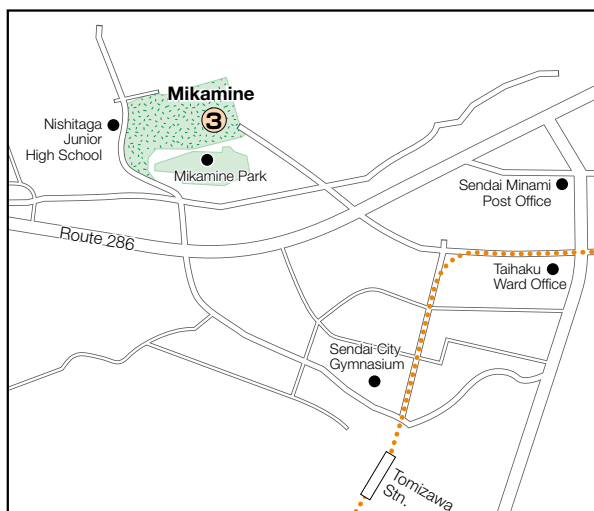 Mikamine
3
Nishitaga
Junior
High School
Mikamine Park
Sendai Minami
Post Office
Route 286
Taihaku
Ward Office
Sendai City
Gymnasium
Tomizawa
Stn.